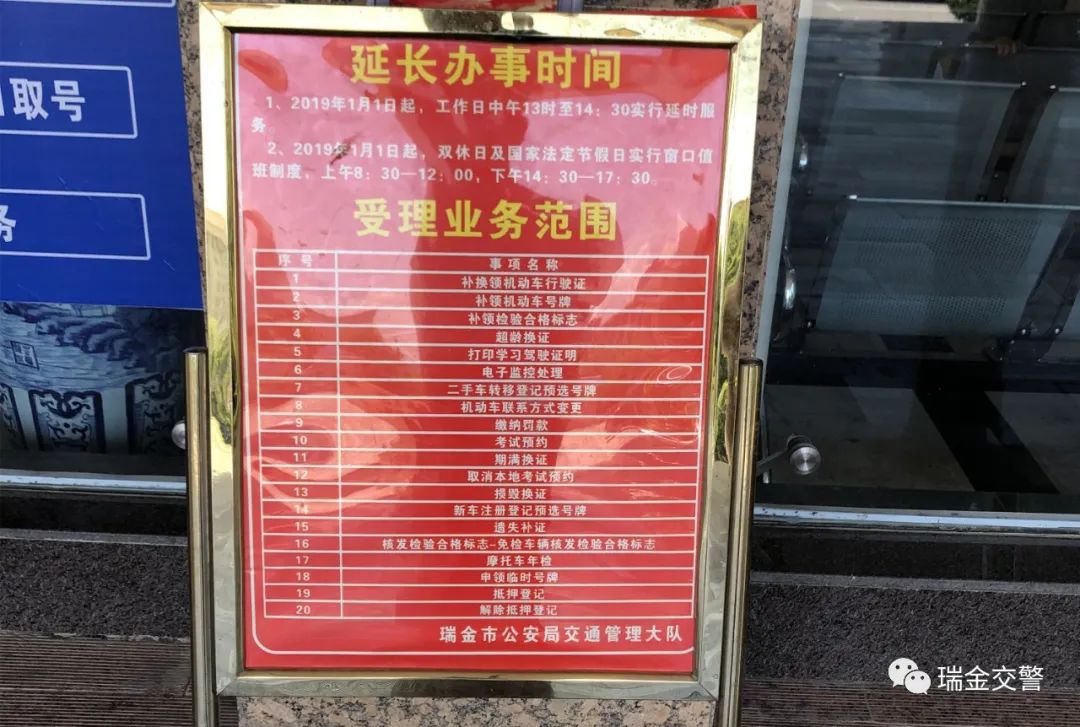 取号
务
延长办事时间
1、2019年1月1日起，工作日中午13时至14：30实行延时服
务。
2、2019年1月1日起，双休日及国家法定节假日实行窗口值
班制度，上午8：30—12：00，下午14：30—17：30。
受理业务范围
序号 事项名称
1 补换领机动车行驶证
2 补领机动车号牌
3 补领检验合格标志
4 超龄换证
5 打印学习驾驶证明
6 电子监控处理
7 二手车转移登记预选号牌
8 机动车联系方式变更
9 缴纳罚款
10 考试预约
11 期满换证
12 取消本地考试预约
13 损毁换证
14 新车注册登记预选号牌
15 遗失补证
16 核发检验合格标志-免检车辆核发检验合格标志
17 摩托车年检
18 申领临时号牌
19 抵押登记
20 解除抵押登记
瑞金市公安局交通管理大队
瑞金交警